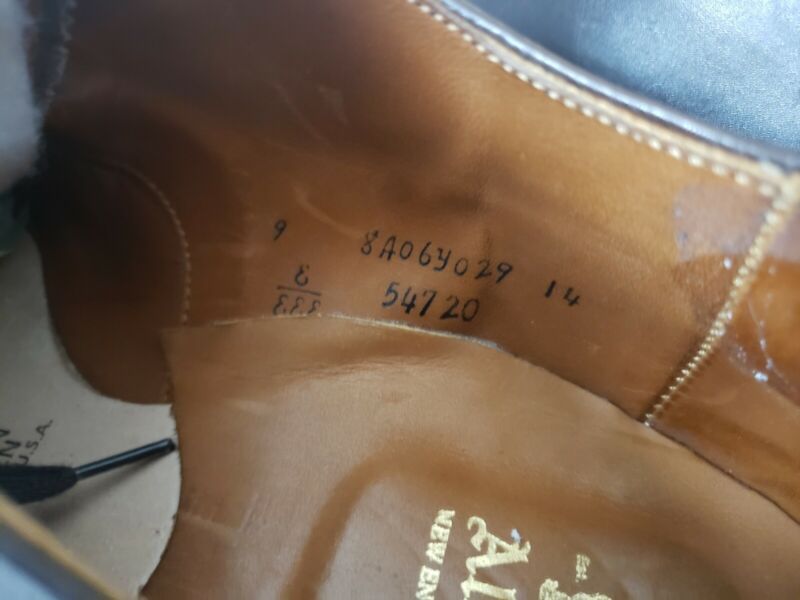 9 8A06Y029 14
E
EEE 54720
U.S.A.
NEW EN